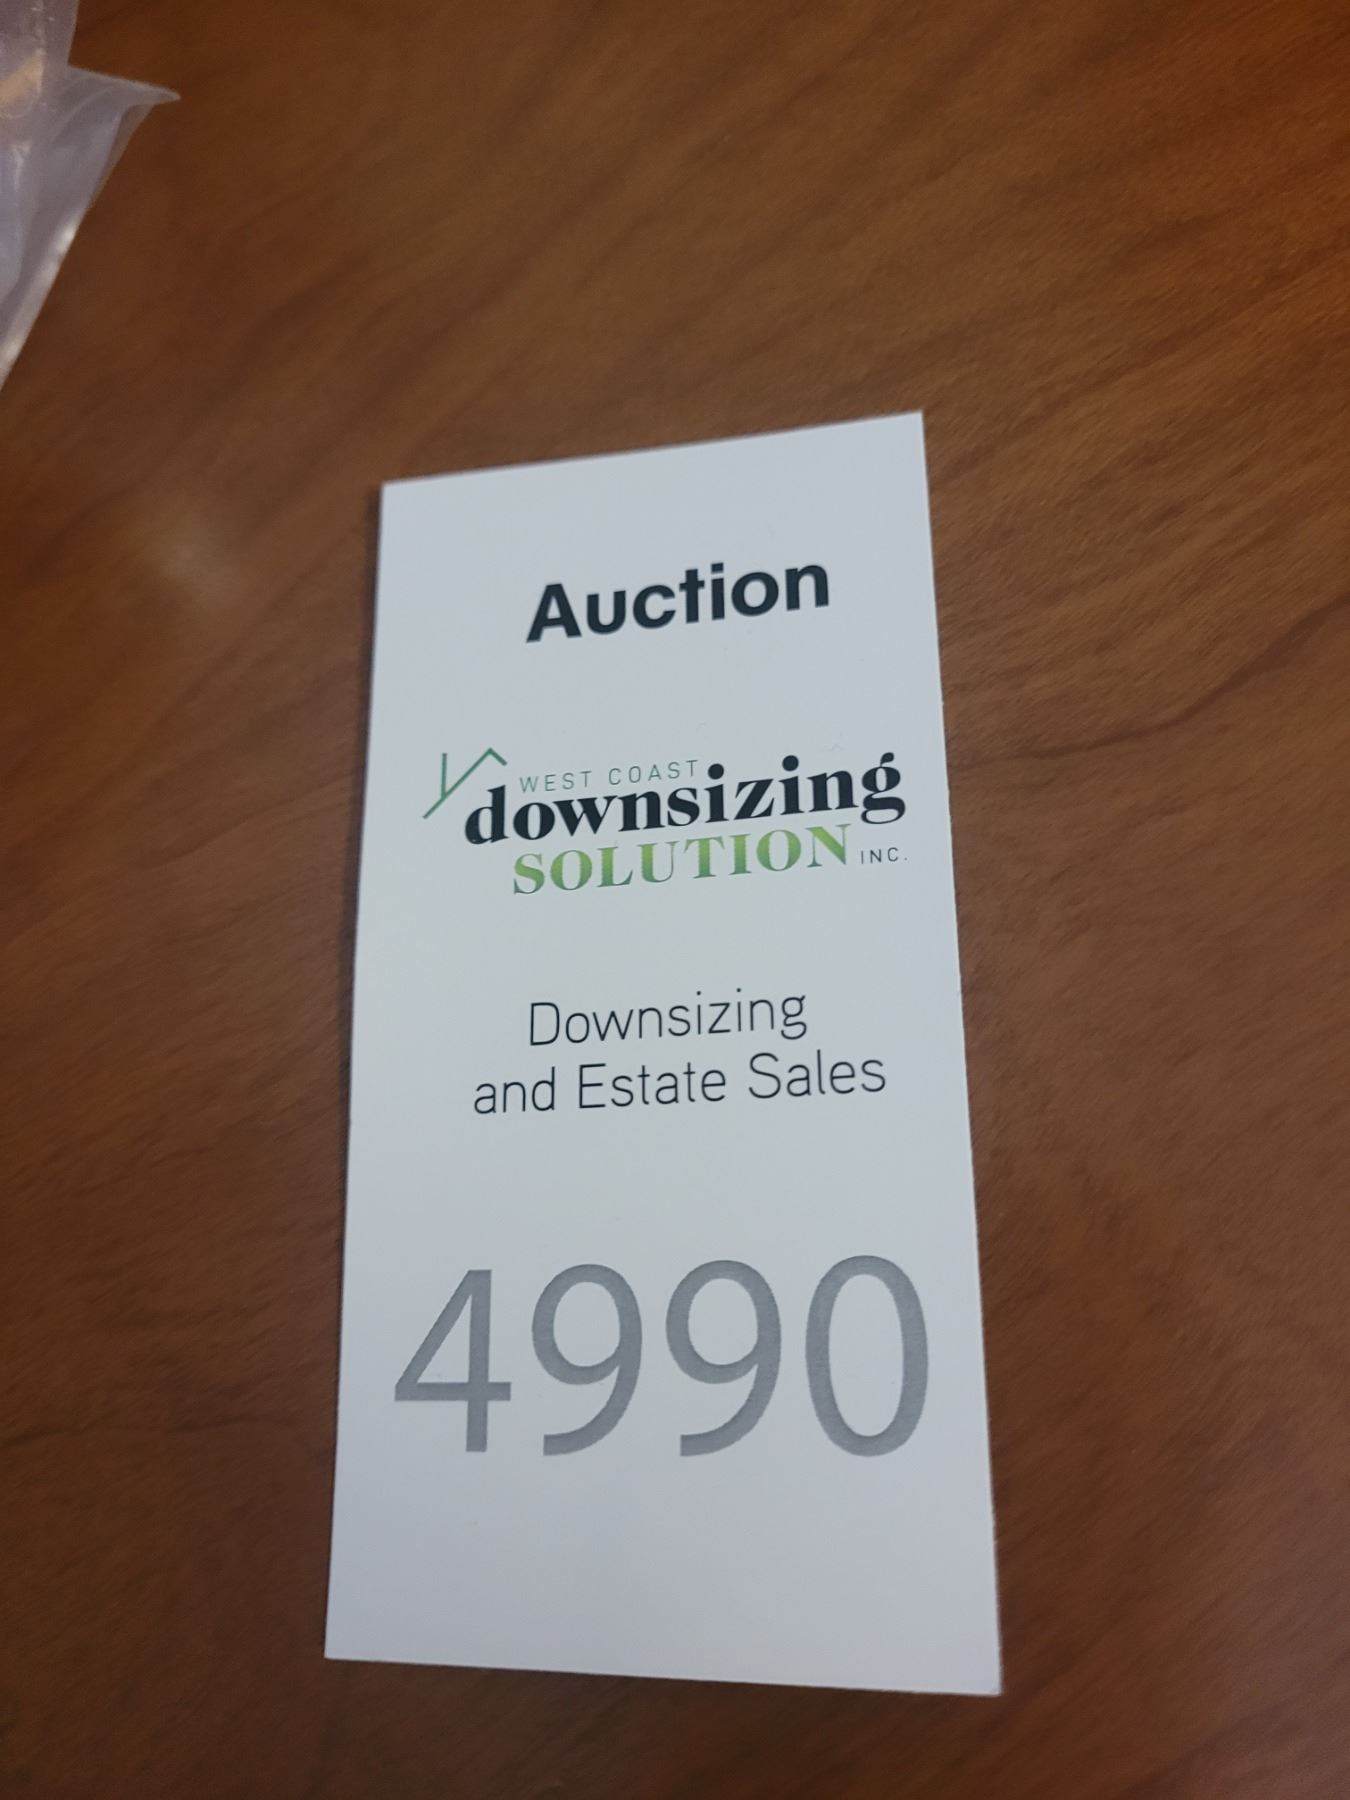 Auction
WEST COAST
downsizing
SOLUTION INC.
Downsizing
and Estate Sales
4990